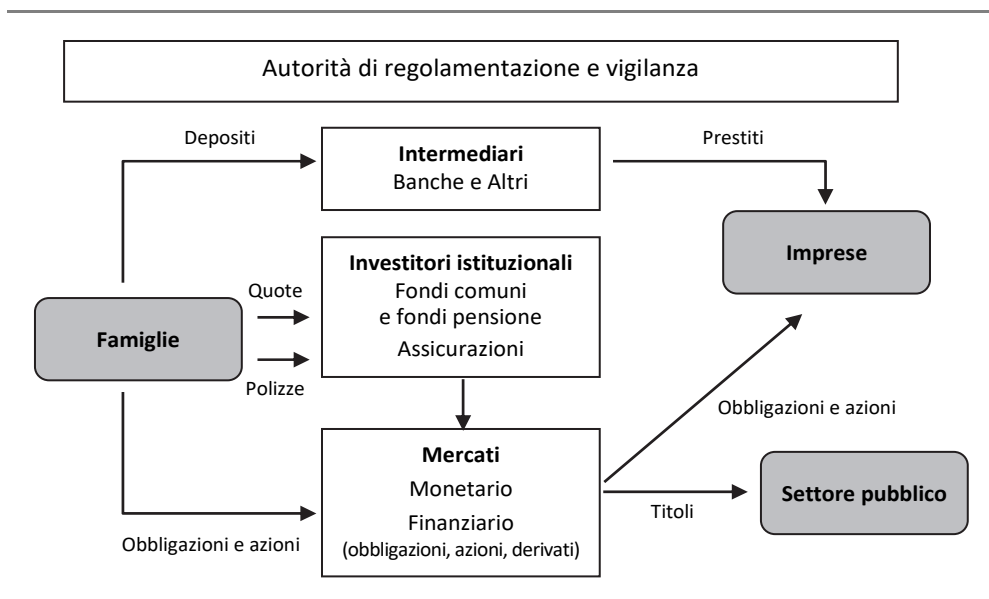 Autorità di regolamentazione e vigilanza
Depositi
Intermediari
Banche e Altri
Prestiti
Imprese
Investitori istituzionali
Fondi comuni
e fondi pensione
Assicurazioni
Quote
Famiglie
Polizze
Obbligazioni e azioni
Mercati
Monetario
Finanziario
(obbligazioni, azioni, derivati)
Obbligazioni e azioni
Titoli
Settore pubblico